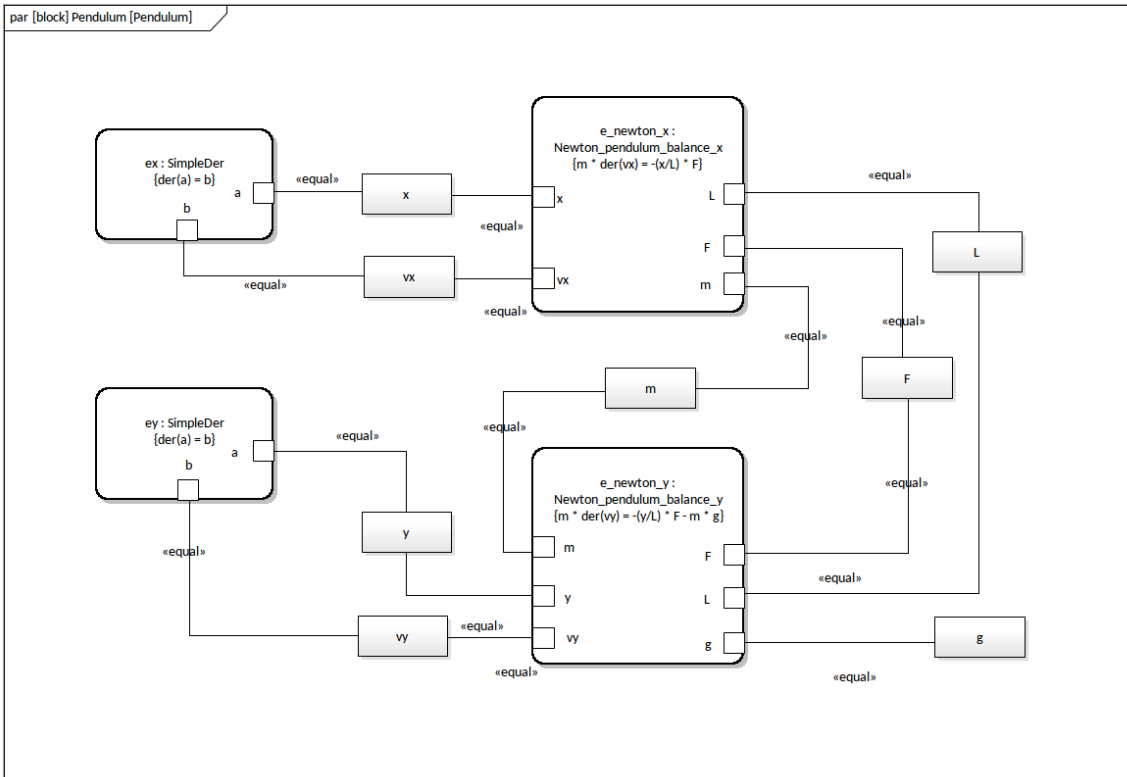 par [block] Pendulum [Pendulum]
ex : SimpleDer
{der(a) = b}
a
b
«equal»
x
«equal»
vx
«equal»
«equal»
e_newton_x :
Newton_pendulum_balance_x
{m * der(vx) = -(x/L) * F}
x
vx
L
F
m
«equal»
L
«equal»
F
«equal»
m
«equal»
ey : SimpleDer
{der(a) = b}
a
b
«equal»
«equal»
y
vy
«equal»
«equal»
e_newton_y :
Newton_pendulum_balance_y
{m * der(vy) = -(y/L) * F - m * g}
m
y
vy
F
L
g
«equal»
«equal»
g
«equal»